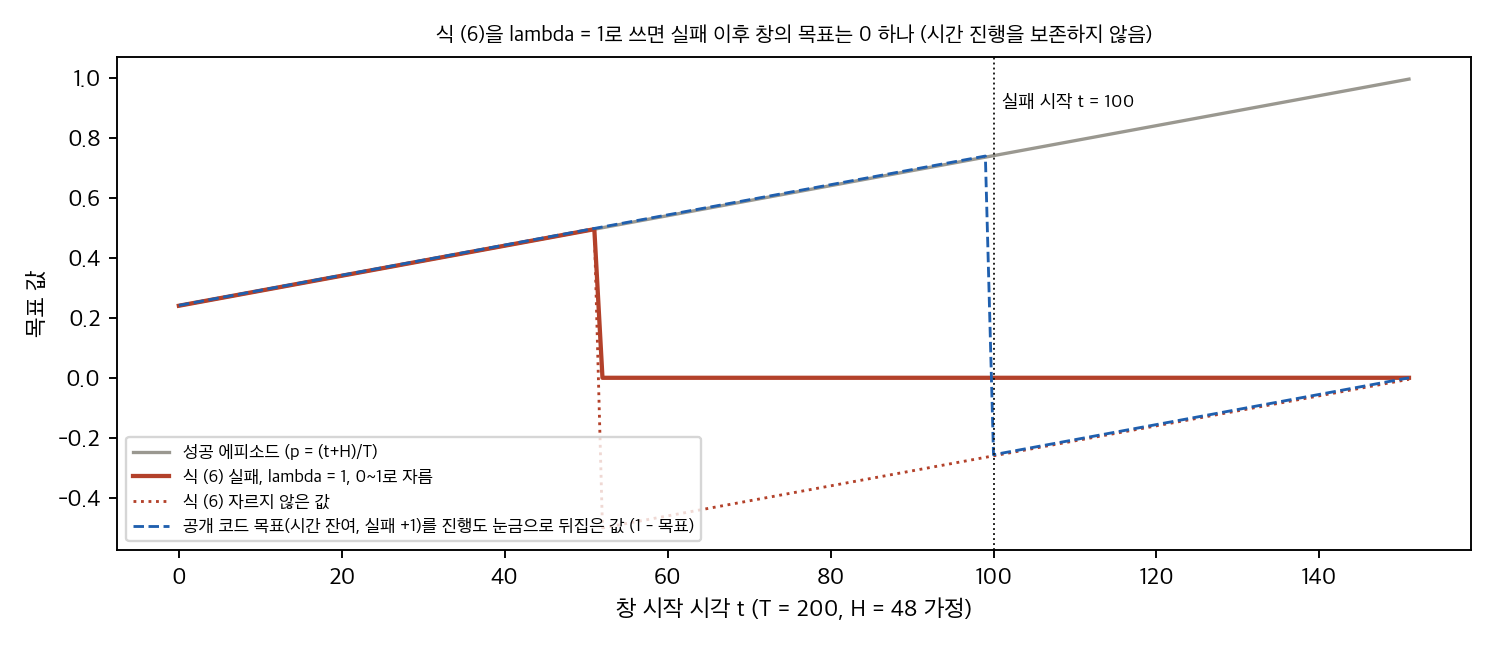 식 (6)을 lambda = 1로 쓰면 실패 이후 창의 목표는 0 하나 (시간 진행을 보존하지 않음)
1.0
0.8
0.6
0.4
0.2
0.0
-0.2
-0.4
목표 값
실패 시작 t = 100
성공 에피소드 (p = (t+H)/T)
식 (6) 실패, lambda = 1, 0~1로 자름
식 (6) 자르지 않은 값
공개 코드 목표(시간 잔여, 실패 +1)를 진행도 눈금으로 뒤집은 값 (1 - 목표)
0 20 40 60 80 100 120 140
창 시작 시각 t (T = 200, H = 48 가정)